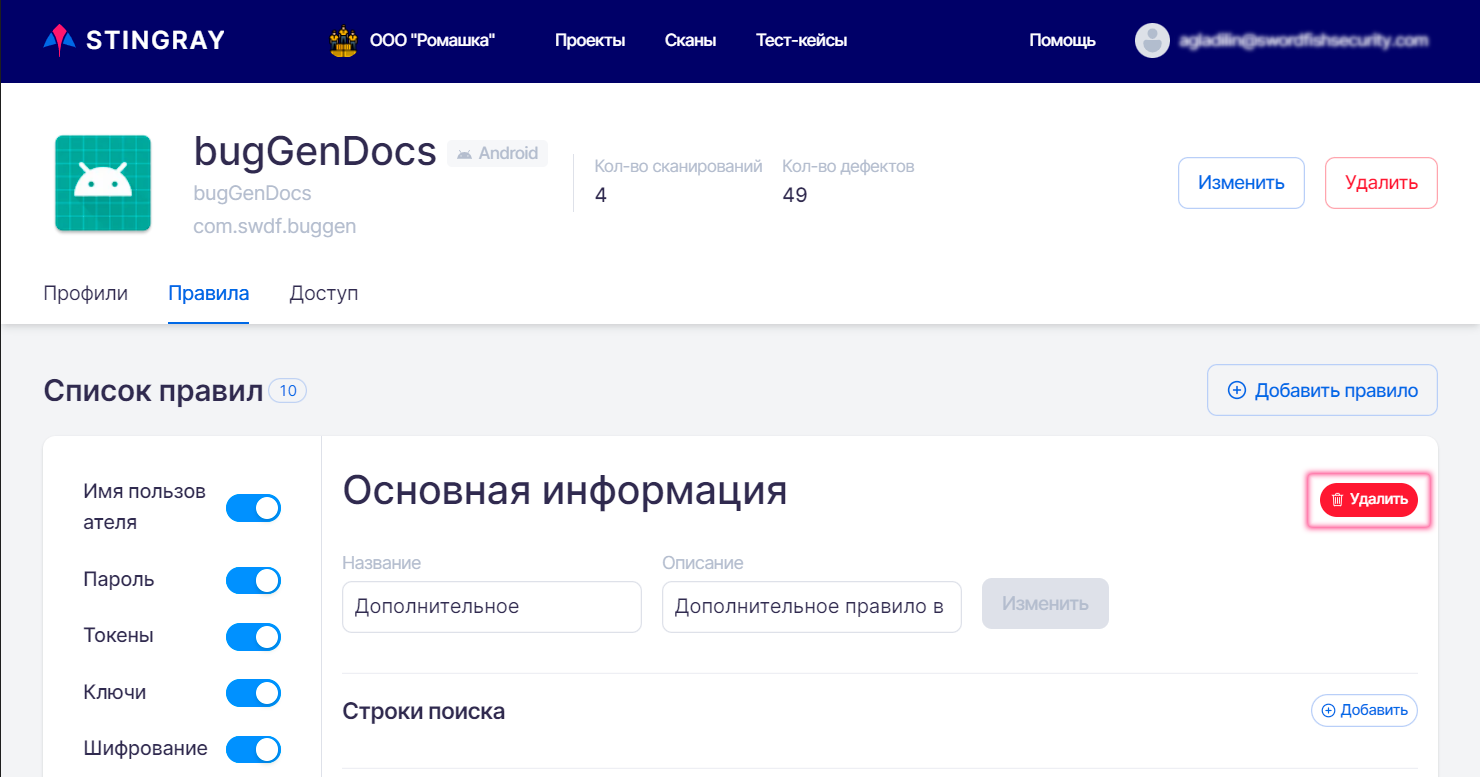 STINGRAY
ООО "Ромашка"
Проекты
Сканы
Тест-кейсы
Помощь
bugGenDocs
Android
bugGenDocs
com.swdf.buggen
Кол-во сканирований
4
Кол-во дефектов
49
Изменить
Удалить
Профили
Правила
Доступ
Список правил
10
Добавить правило
Имя пользов
ателя
Пароль
Токены
Ключи
Шифрование
Основная информация
Удалить
Название
Дополнительное
Описание
Дополнительное правило в
Изменить
Строки поиска
Добавить